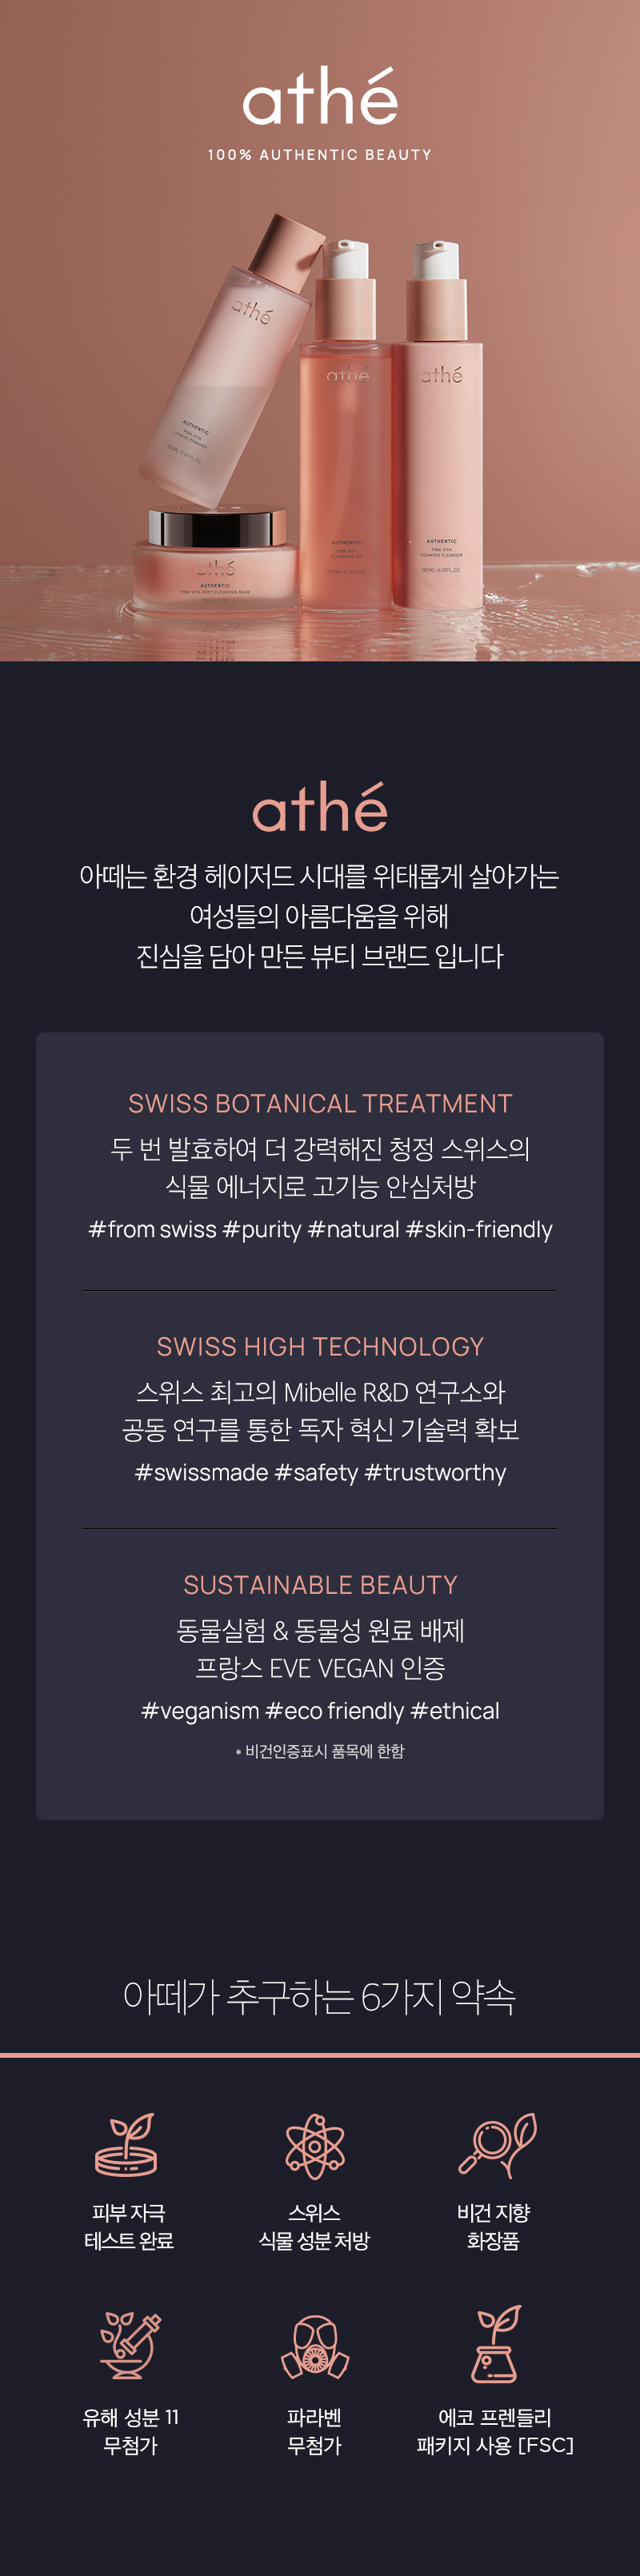 athé
100% AUTHENTIC BEAUTY
athé
AUTHENTIC
PINK VITA
LIP&EYE REMOVER
athé
AUTHENTIC
PINK VITA
athé
AUTHENTIC
PINK VITA
FOAMING CLEANSER
athé
AUTHENTIC
PINK VITA DEEP CLEANSING BALM
athé
아떼는 환경 헤이저드 시대를 위태롭게 살아가는
여성들의 아름다움을 위해
진심을 담아 만든 뷰티 브랜드 입니다
SWISS BOTANICAL TREATMENT
두 번 발효하여 더 강력해진 청정 스위스의
식물 에너지로 고기능 안심처방
#from swiss #purity #natural #skin-friendly
SWISS HIGH TECHNOLOGY
스위스 최고의 Mibelle R&D 연구소와
공동 연구를 통한 독자 혁신 기술력 확보
#swissmade #safety #trustworthy
SUSTAINABLE BEAUTY
동물실험 & 동물성 원료 배제
프랑스 EVE VEGAN 인증
#veganism #eco friendly #ethical
* 비건인증표시 품목에 한함
아떼가 추구하는 6가지 약속
피부 자극
테스트 완료
스위스
식물 성분 처방
비건 지향
화장품
유해 성분 11
무첨가
파라벤
무첨가
에코 프렌들리
패키지 사용 [FSC]